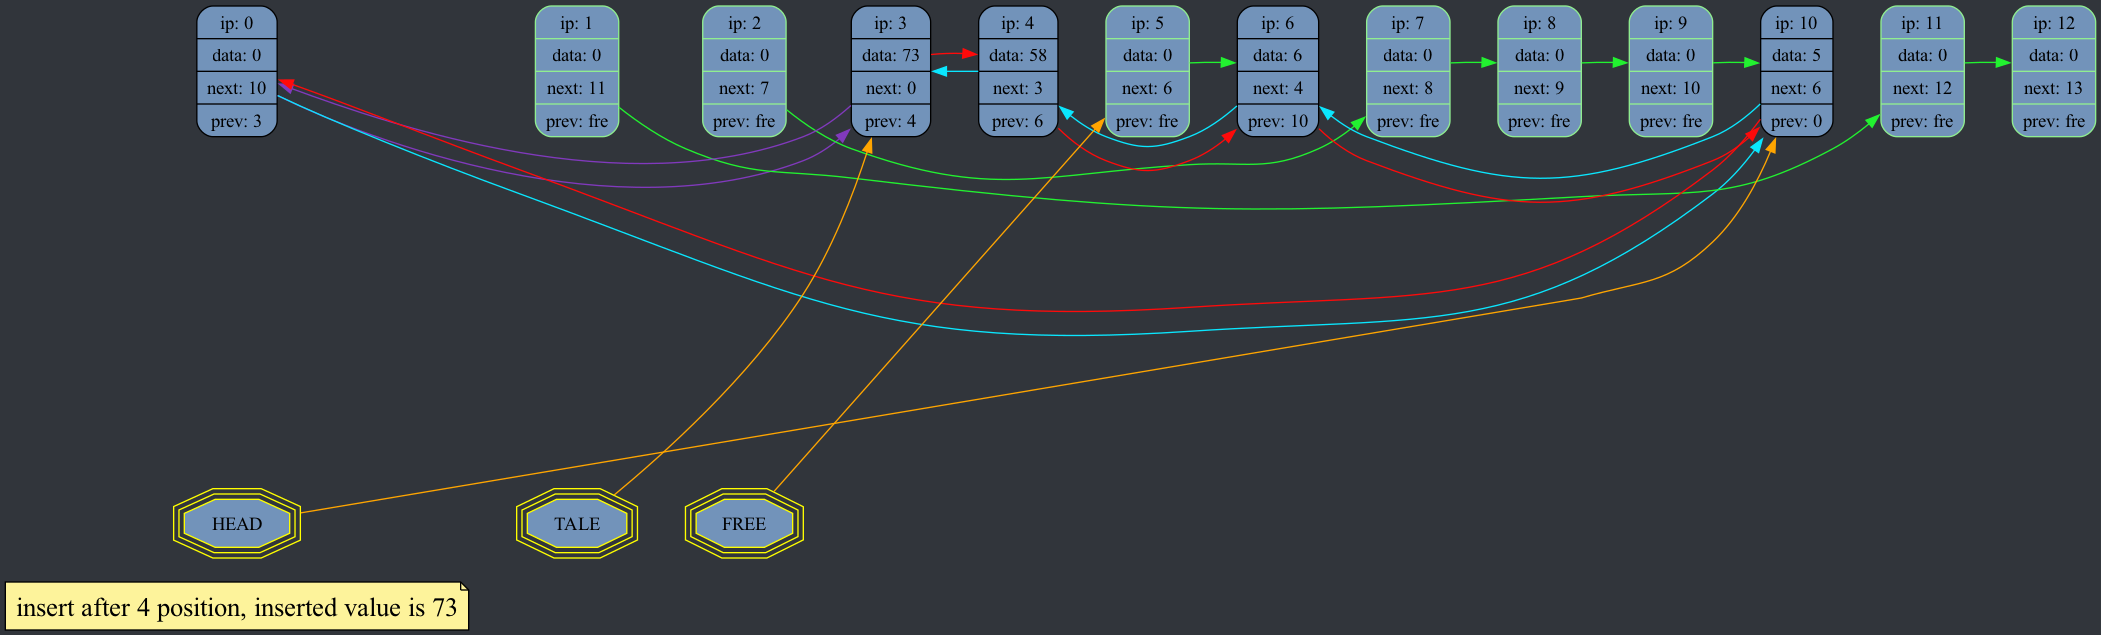 ip: 0
data: 0
next: 10
prev: 3
ip: 1
data: 0
next: 11
prev: fre
ip: 2
data: 0
next: 7
prev: fre
ip: 3
data: 73
next: 0
prev: 4
ip: 4
data: 58
next: 3
prev: 6
ip: 5
data: 0
next: 6
prev: fre
ip: 6
data: 6
next: 4
prev: 10
ip: 7
data: 0
next: 8
prev: fre
ip: 8
data: 0
next: 9
prev: fre
ip: 9
data: 0
next: 10
prev: fre
ip: 10
data: 5
next: 6
prev: 0
ip: 11
data: 0
next: 12
prev: fre
ip: 12
data: 0
next: 13
prev: fre
HEAD
TALE
FREE
insert after 4 position, inserted value is 73